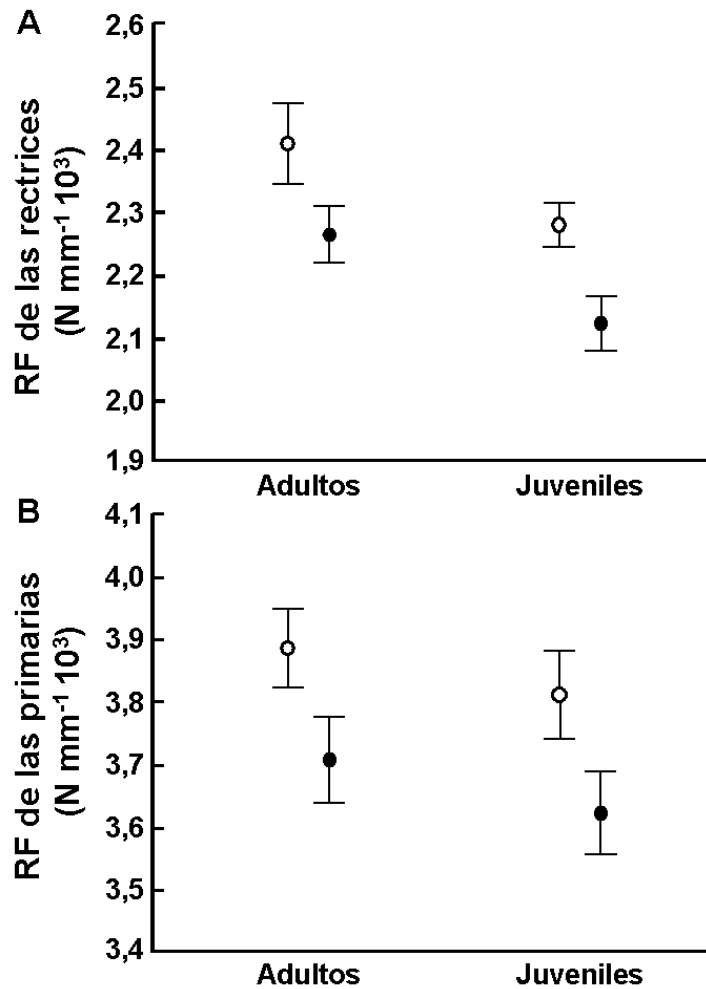 A
RF de las rectrices
(N mm⁻¹ 10³)
2,6
2,5
2,4
2,3
2,2
2,1
2,0
1,9
Adultos Juveniles
B
RF de las primarias
(N mm⁻¹ 10³)
4,1
4,0
3,9
3,8
3,7
3,6
3,5
3,4
Adultos Juveniles